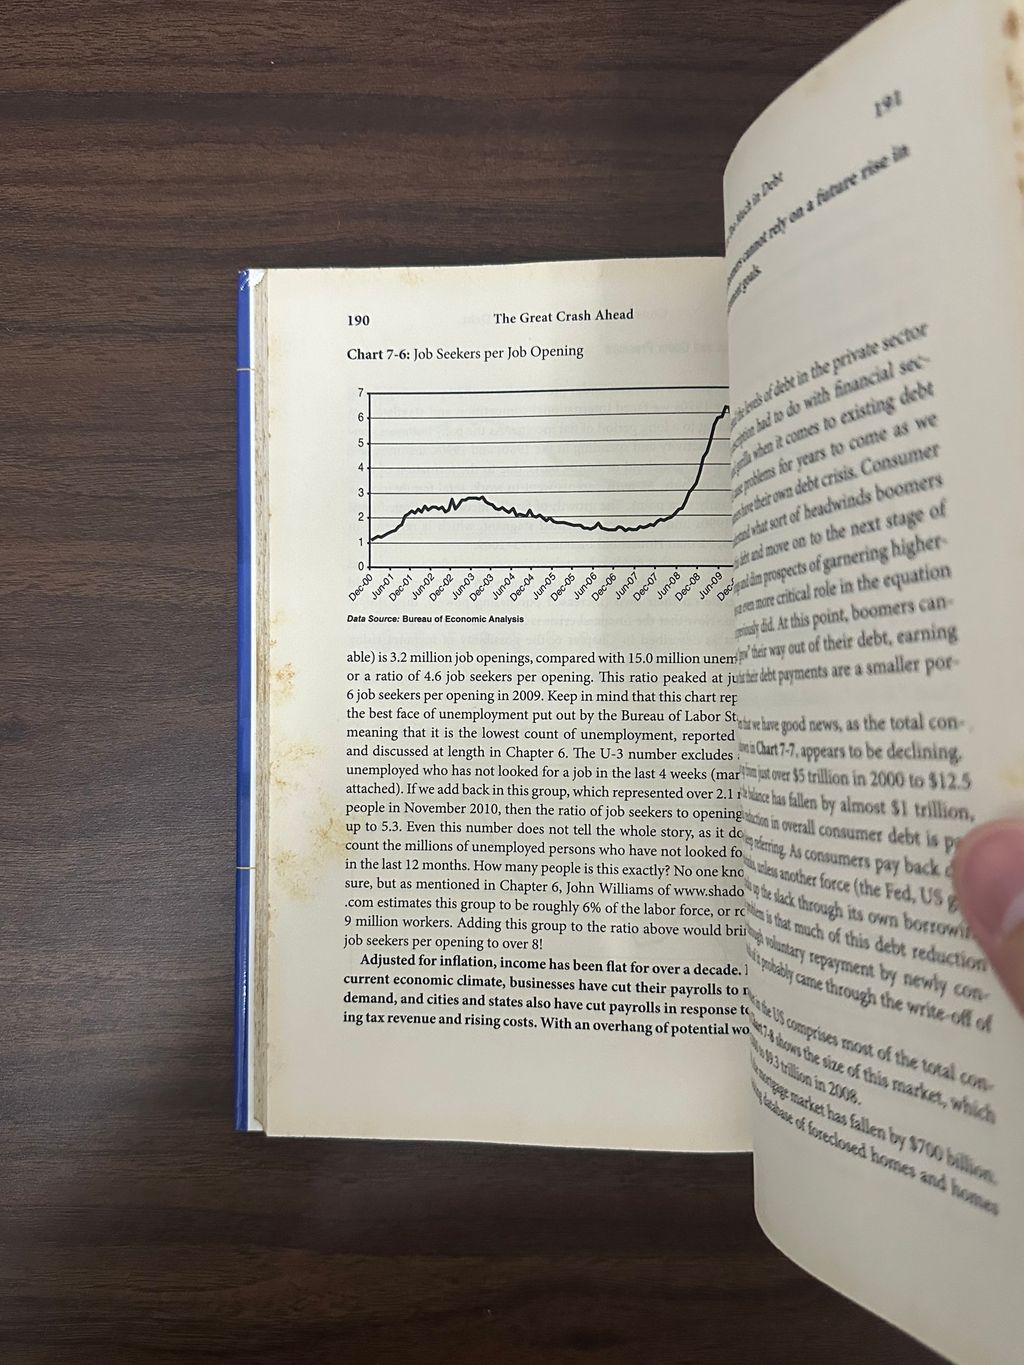 190
The Great Crash Ahead
Chart 7-6: Job Seekers per Job Opening
7
6
5
4
3
2
1
0
Dec-00 Jun-01 Dec-01 Jun-02 Dec-02 Jun-03 Dec-03 Jun-04 Dec-04 Jun-05 Dec-05 Jun-06 Dec-06 Jun-07 Dec-07 Jun-08 Dec-08 Jun-09
Data Source: Bureau of Economic Analysis
able) is 3.2 million job openings, compared with 15.0 million
or a ratio of 4.6 job seekers per opening. This ratio peaked at
6 job seekers per opening in 2009. Keep in mind that this chart
the best face of unemployment put out by the Bureau of Labor
meaning that it is the lowest count of unemployment, reported
and discussed at length in Chapter 6. The U-3 number excludes
unemployed who has not looked for a job in the last 4 weeks
attached). If we add back in this group, which represented over 2.1
people in November 2010, then the ratio of job seekers to
up to 5.3. Even this number does not tell the whole story, as it
count the millions of unemployed persons who have not looked
in the last 12 months. How many people is this exactly? No one
sure, but as mentioned in Chapter 6, John Williams of www.shado
.com estimates this group to be roughly 6% of the labor force, or
9 million workers. Adding this group to the ratio above would
job seekers per opening to over 8!
Adjusted for inflation, income has been flat for over a decade.
current economic climate, businesses have cut their payrolls to
demand, and cities and states also have cut payrolls in response
ing tax revenue and rising costs. With an overhang of potential
191
Much in Debt
cannot rely on a future rise in
goals.
levels of debt in the private sector
had to do with financial sec-
when it comes to existing debt
problems for years to come as we
have their own debt crisis. Consumer
what sort of headwinds boomers
debt and move on to the next stage of
and dim prospects of garnering higher-
even more critical role in the equation
did. At this point, boomers can-
their way out of their debt, earning
their debt payments are a smaller por-
we have good news, as the total con-
in Chart 7-7, appears to be declining,
from just over $5 trillion in 2000 to $12.5
balance has fallen by almost $1 trillion,
in overall consumer debt is
referring. As consumers pay back
unless another force (the Fed, US
up the slack through its own
is that much of this debt reduction
voluntary repayment by newly con-
probably came through the write-off of
in the US comprises most of the total con-
7-8 shows the size of this market, which
to $9.3 trillion in 2008.
mortgage market has fallen by $700 billion.
database of foreclosed homes and homes